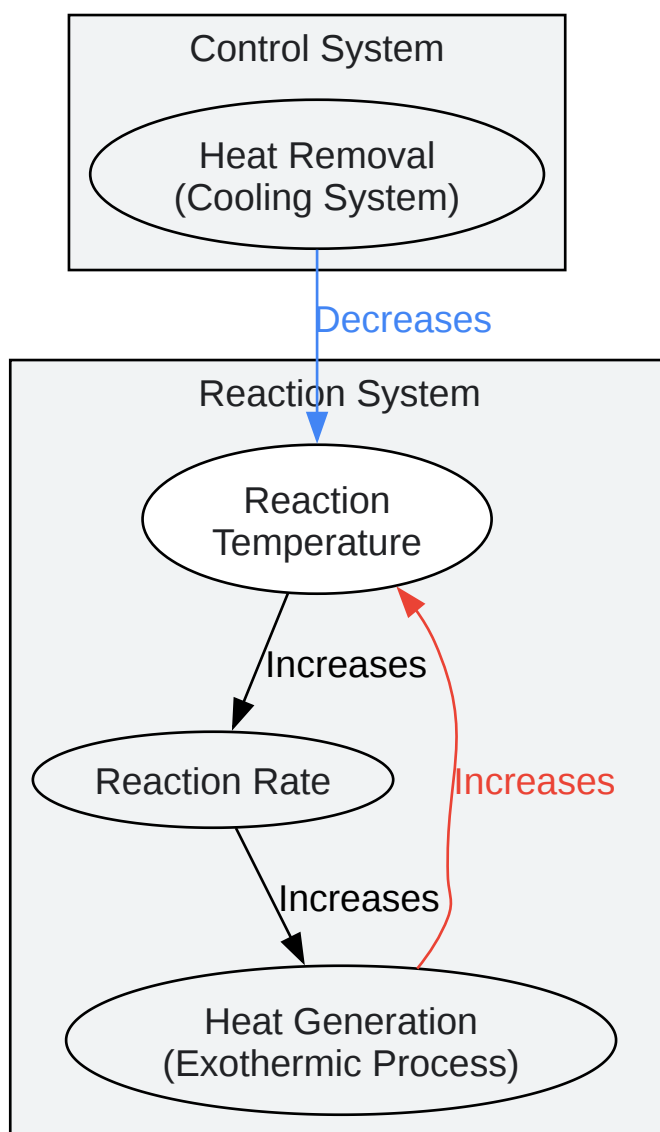 Control System
Heat Removal
(Cooling System)
Decreases
Reaction System
Reaction
Temperature
Increases
Reaction Rate
Increases
Increases
Heat Generation
(Exothermic Process)